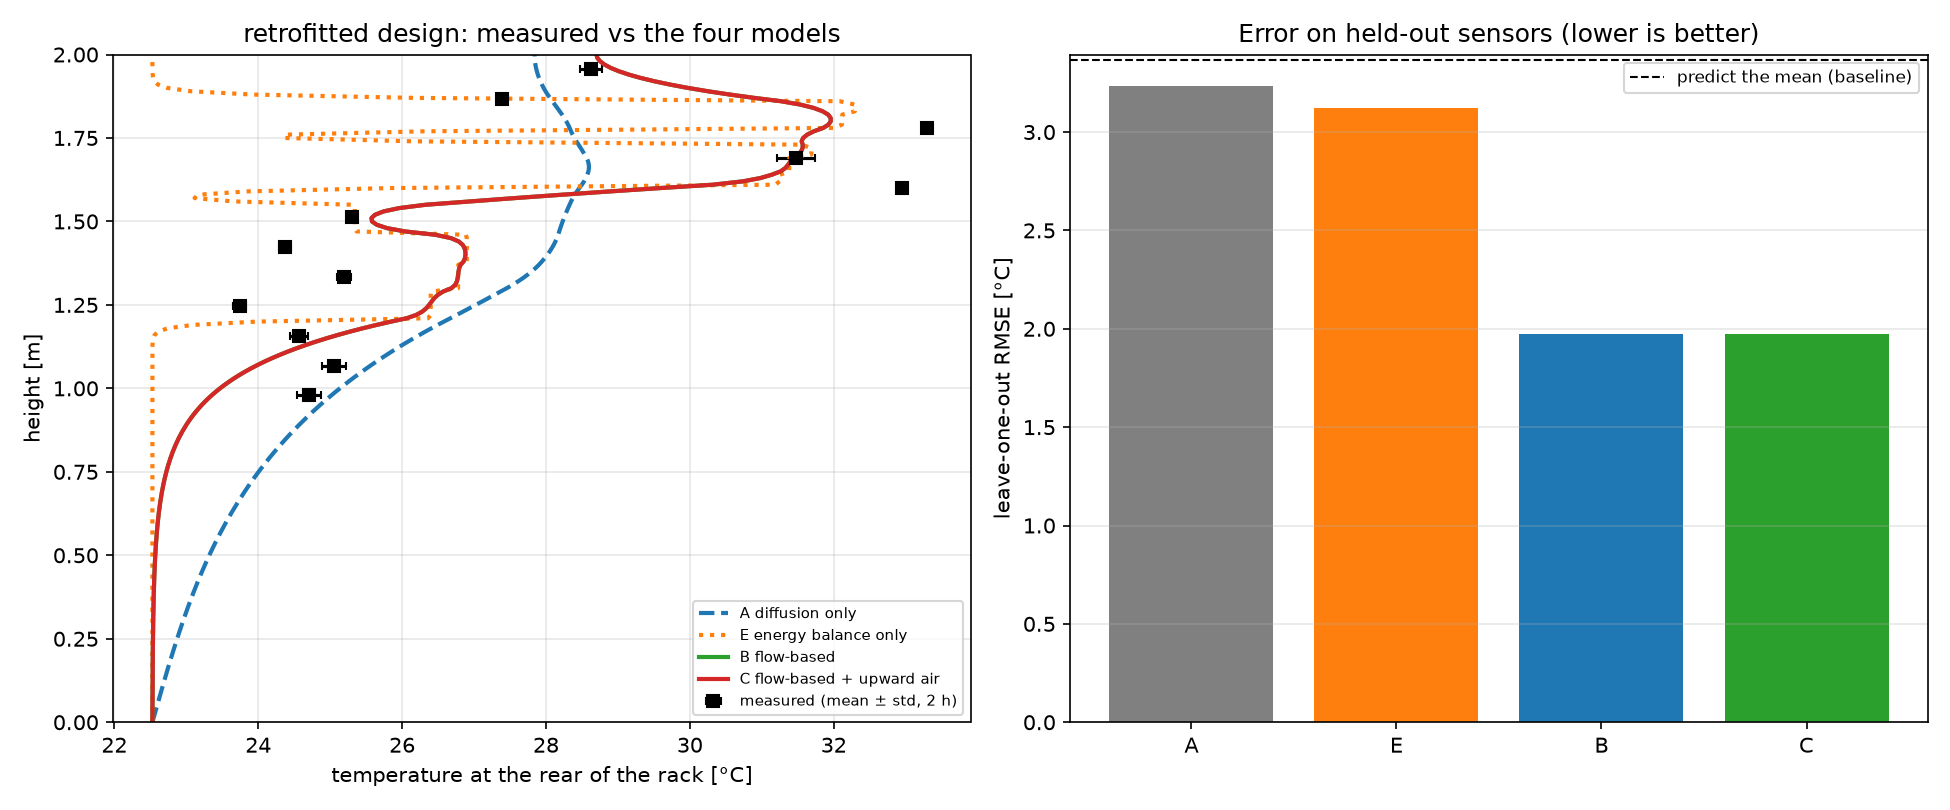 retrofitted design: measured vs the four models
2.00
1.75
1.50
1.25
1.00
0.75
0.50
0.25
0.00
height [m]
22 24 26 28 30 32
temperature at the rear of the rack [°C]
A diffusion only
E energy balance only
B flow-based
C flow-based + upward air
measured (mean ± std, 2 h)
Error on held-out sensors (lower is better)
predict the mean (baseline)
3.0
2.5
2.0
1.5
1.0
0.5
0.0
leave-one-out RMSE [°C]
A E B C